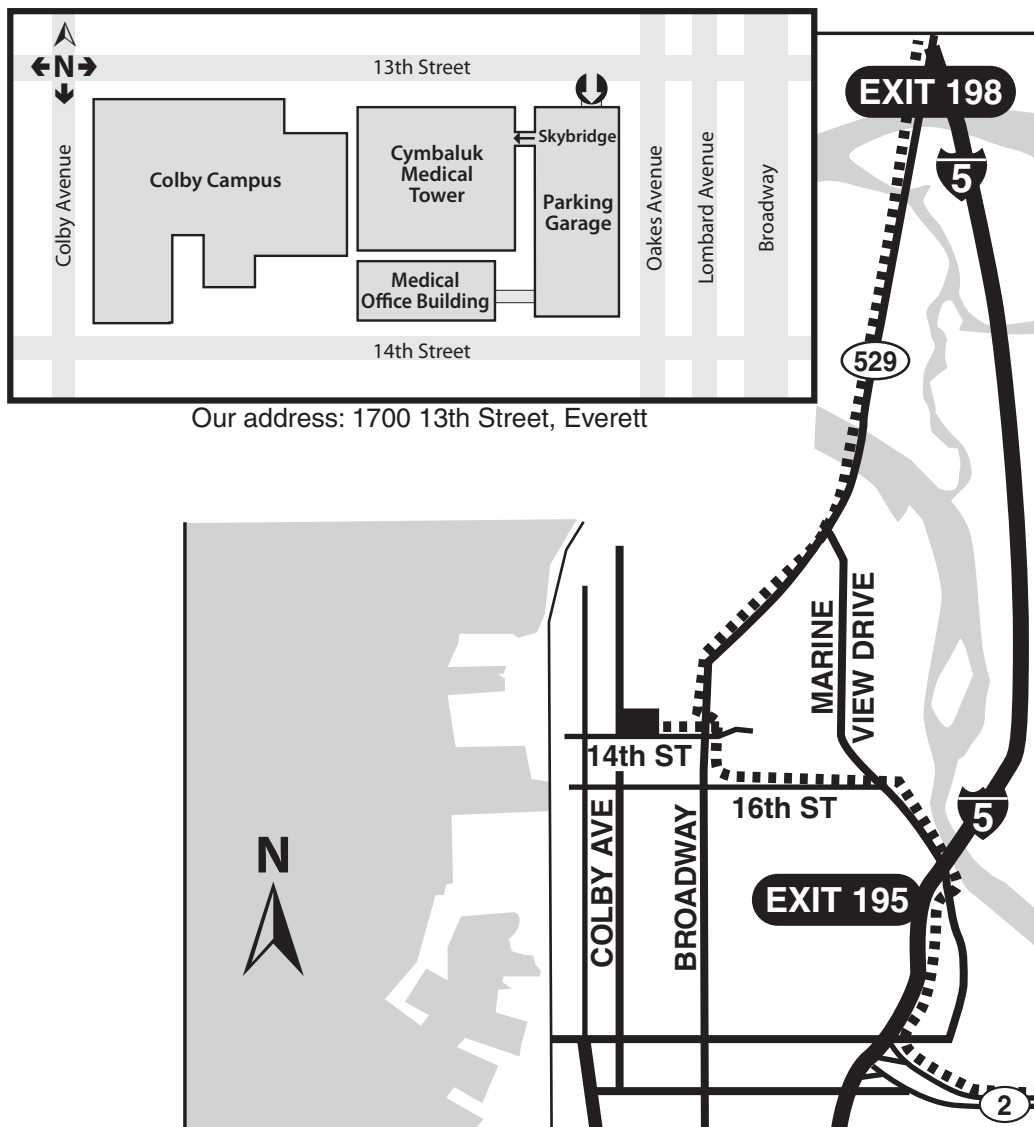 N
13th Street
Colby Avenue
Colby Campus
Cymbaluk
Medical
Tower
Skybridge
Parking
Garage
Medical
Office Building
Oakes Avenue
Lombard Avenue
Broadway
14th Street
Our address: 1700 13th Street, Everett
EXIT 198
5
529
MARINE
VIEW DRIVE
14th ST
16th ST
5
N
COLBY AVE
BROADWAY
EXIT 195
2